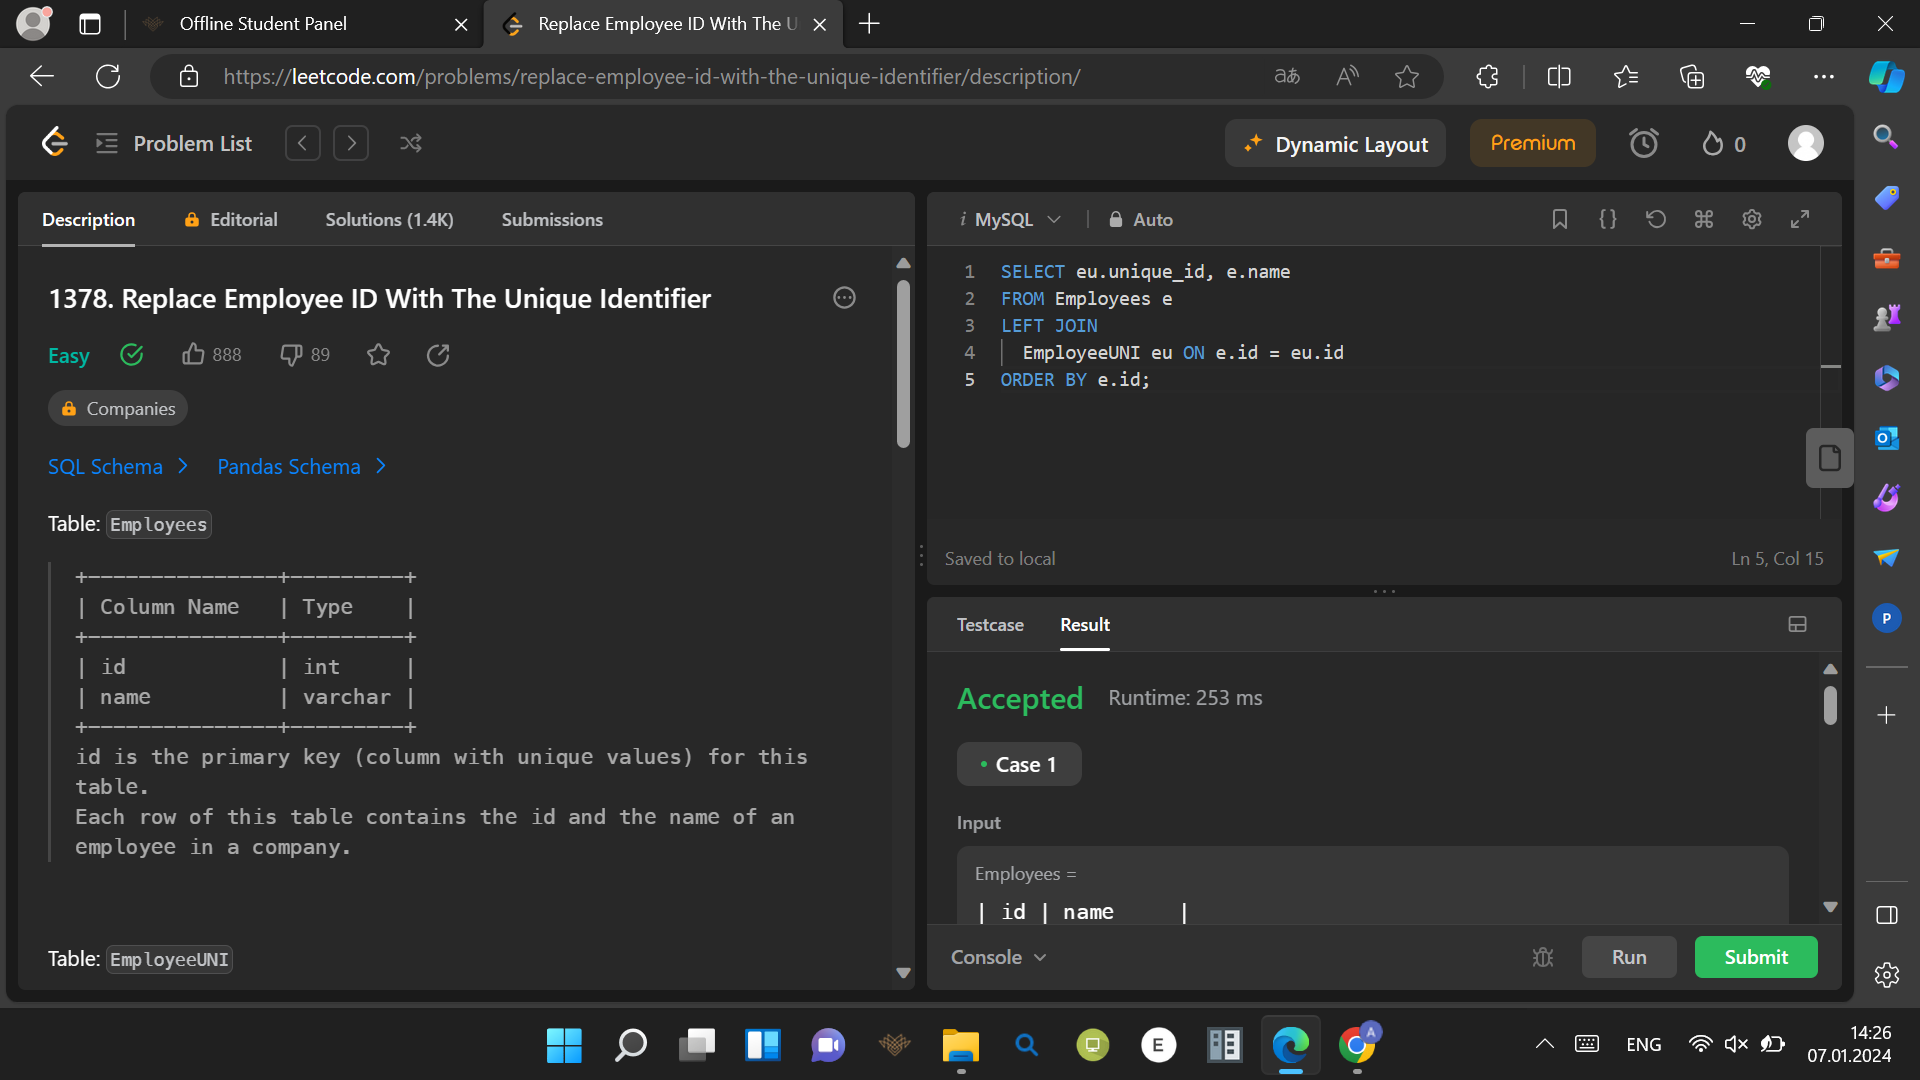 Offline Student Panel
Replace Employee ID With The U
https://leetcode.com/problems/replace-employee-id-with-the-unique-identifier/description/
Problem List
Dynamic Layout
Premium
0
Description
Editorial
Solutions (1.4K)
Submissions
1378. Replace Employee ID With The Unique Identifier
Easy
888
89
Companies
SQL Schema
Pandas Schema
Table: Employees
+---------------+---------+
| Column Name   | Type    |
+---------------+---------+
| id            | int     |
| name          | varchar |
+---------------+---------+
id is the primary key (column with unique values) for this
table.
Each row of this table contains the id and the name of an
employee in a company.
Table: EmployeeUNI
i MySQL
Auto
{}
1 SELECT eu.unique_id, e.name
2 FROM Employees e
3 LEFT JOIN
4 EmployeeUNI eu ON e.id = eu.id
5 ORDER BY e.id;
Saved to local
Ln 5, Col 15
Testcase
Result
Accepted
Runtime: 253 ms
Case 1
Input
Employees =
| id | name     |
Console
Run
Submit
P
E
A
ENG
14:26
07.01.2024